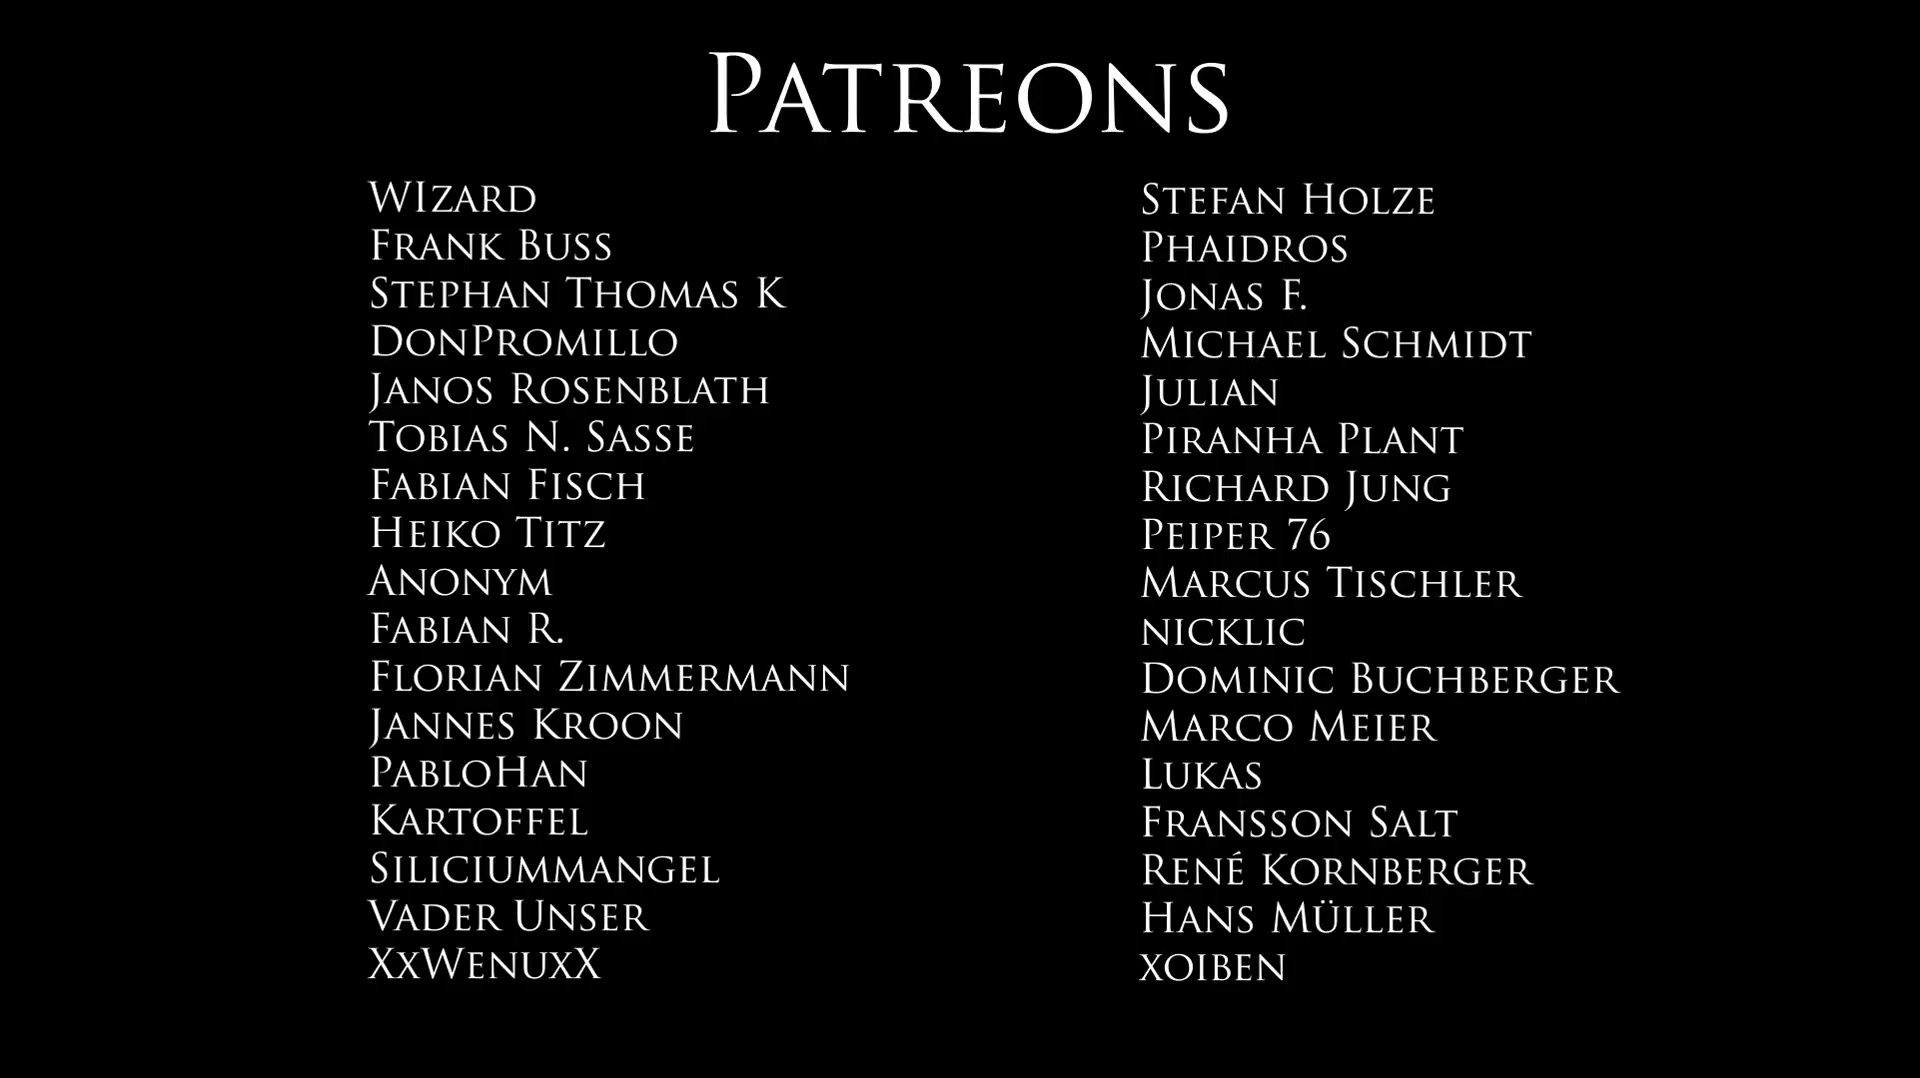 Patreons
WIzard
Frank Buss
Stephan Thomas K
DonPromillo
Janos Rosenblath
Tobias N. Sasse
Fabian Fisch
Heiko Titz
Anonym
Fabian R.
Florian Zimmermann
Jannes Kroon
PabloHan
Kartoffel
Siliciummangel
Vader Unser
XxWenuxX
Stefan Holze
Phaidros
Jonas F.
Michael Schmidt
Julian
Piranha Plant
Richard Jung
Peiper 76
Marcus Tischler
nicklic
Dominic Buchberger
Marco Meier
Lukas
Fransson Salt
René Kornberger
Hans Müller
xoiben